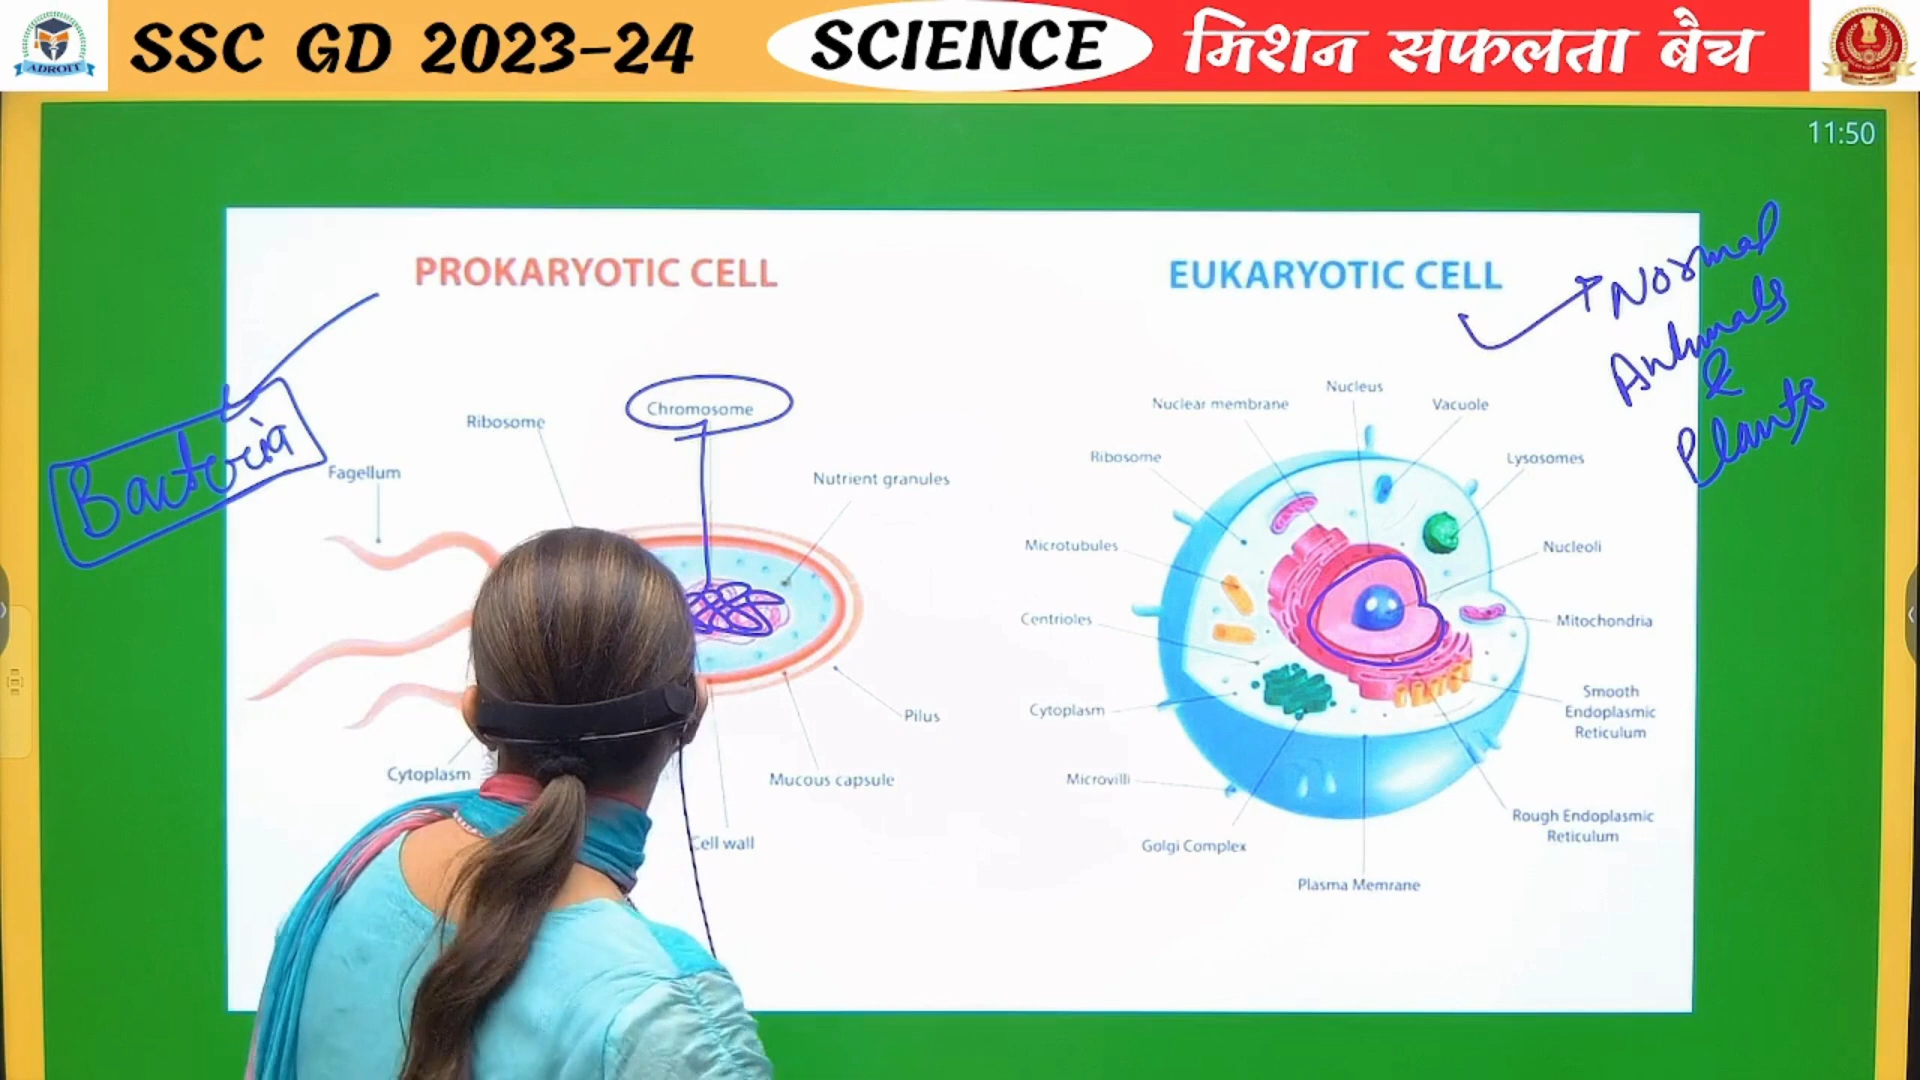 ADROIT
SSC GD 2023-24
SCIENCE
मिशन सफलता बैच
11:50
PROKARYOTIC CELL
Bacteria
Fagellum
Ribosome
Chromosome
Nutrient granules
Pilus
Mucous capsule
Cell wall
Cytoplasm
EUKARYOTIC CELL
Normal
Animals
&
Plants
Nucleus
Nuclear membrane
Vacuole
Ribosome
Lysosomes
Microtubules
Nucleoli
Centrioles
Mitochondria
Cytoplasm
Smooth
Endoplasmic
Reticulum
Microvilli
Rough Endoplasmic
Reticulum
Golgi Complex
Plasma Memrane